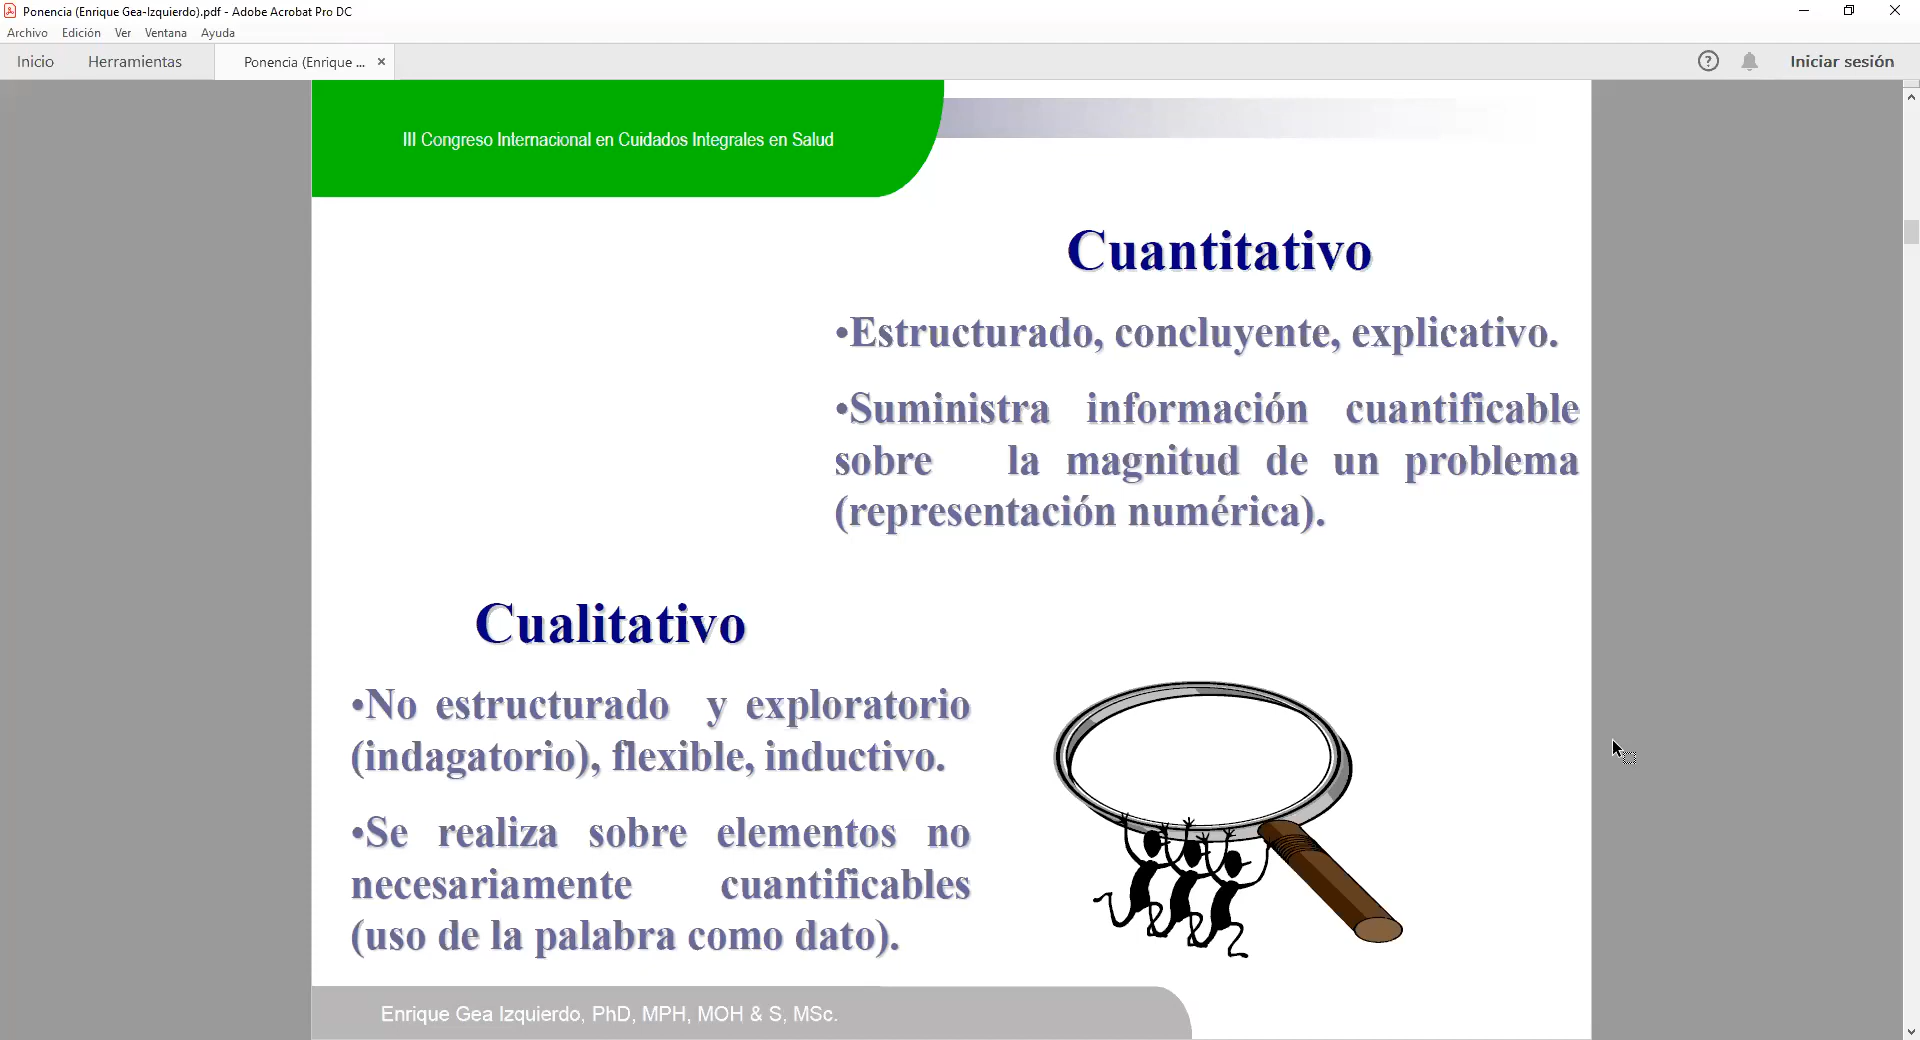 Ponencia (Enrique Gea-Izquierdo).pdf - Adobe Acrobat Pro DC
Archivo Edición Ver Ventana Ayuda
Inicio Herramientas Ponencia (Enrique ... Iniciar sesión
III Congreso Internacional en Cuidados Integrales en Salud
Cuantitativo
•Estructurado, concluyente, explicativo.
•Suministra información cuantificable
sobre la magnitud de un problema
(representación numérica).
Cualitativo
•No estructurado y exploratorio
(indagatorio), flexible, inductivo.
•Se realiza sobre elementos no
necesariamente cuantificables
(uso de la palabra como dato).
Enrique Gea Izquierdo, PhD, MPH, MOH & S, MSc.